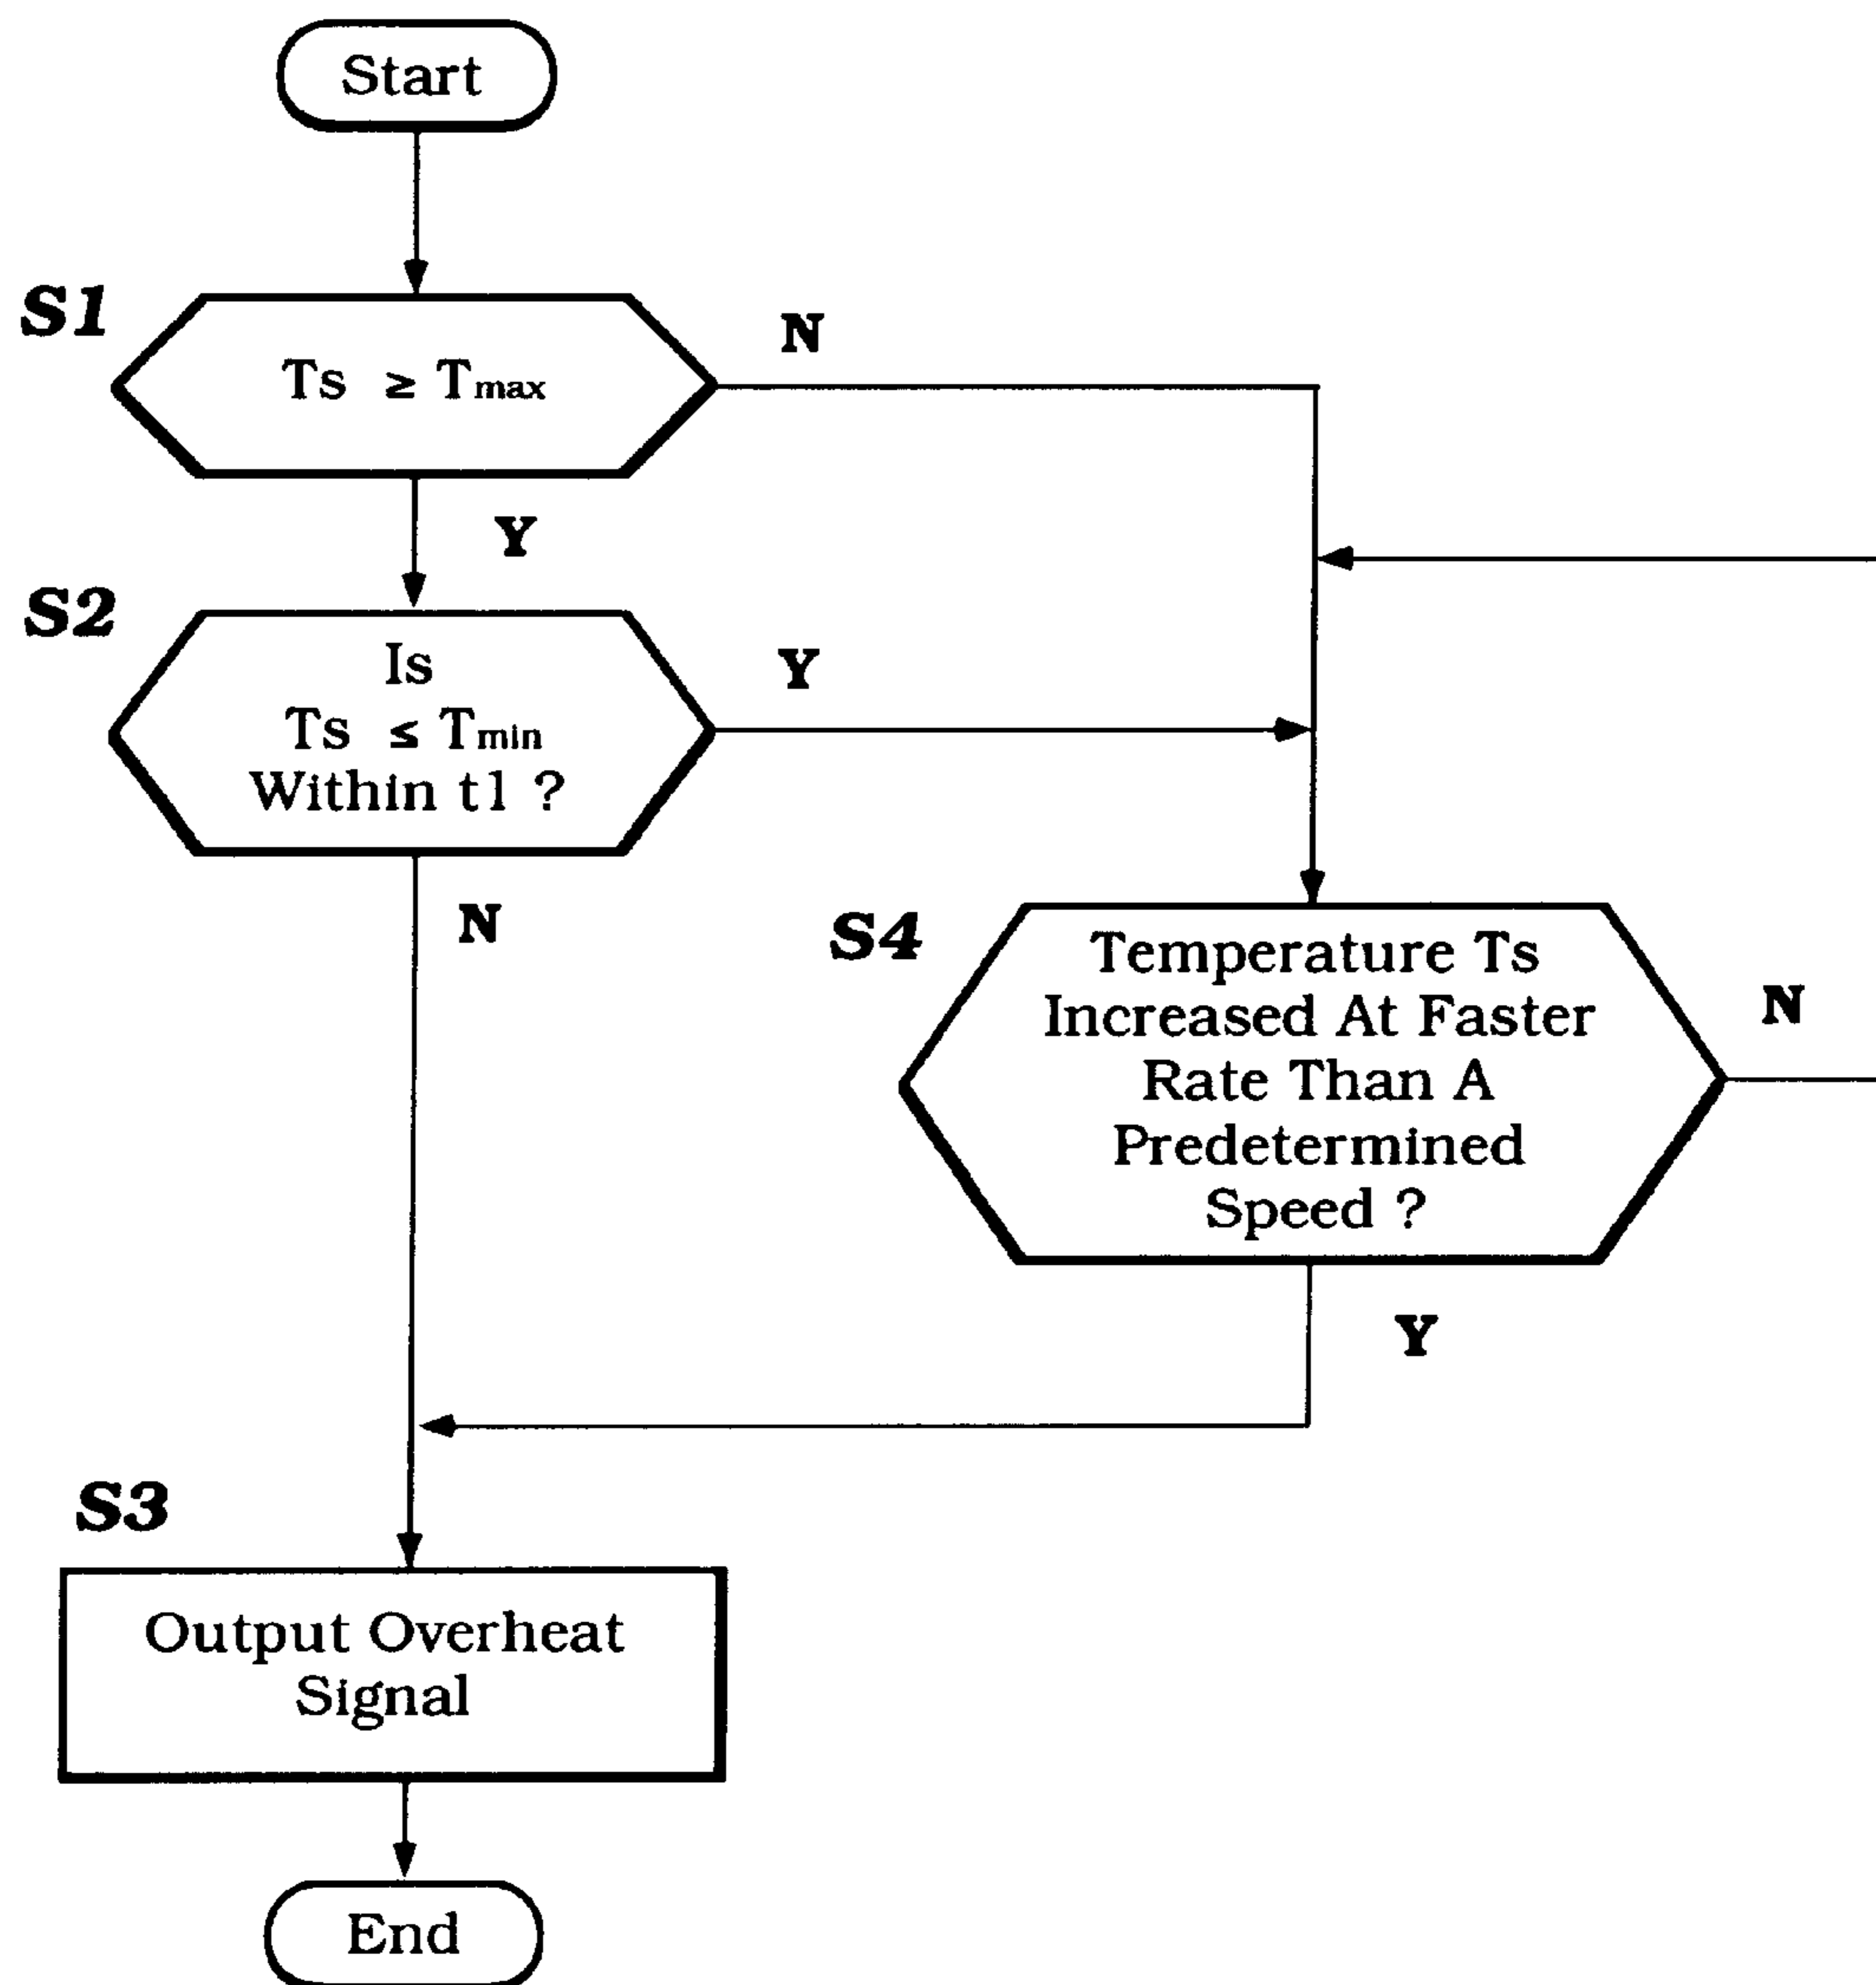 Start
S1
Ts ≥ Tmax
N
Y
S2
Is
Ts ≤ Tmin
Within t1 ?
Y
N
S4
Temperature Ts
Increased At Faster
Rate Than A
Predetermined
Speed ?
N
Y
S3
Output Overheat
Signal
End